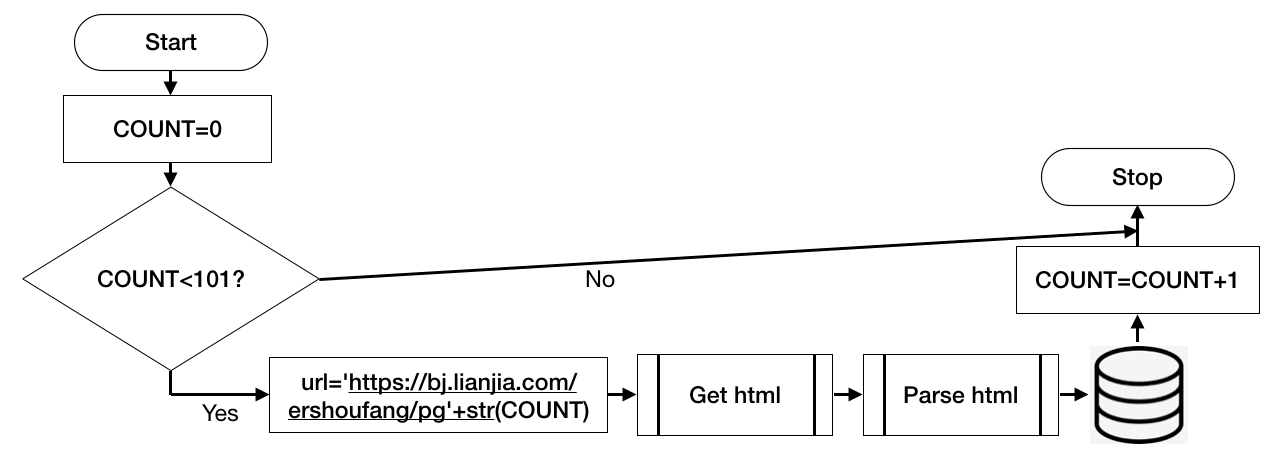 Start
COUNT=0
COUNT<101?
Yes
No
url='https://bj.lianjia.com/
ershoufang/pg'+str(COUNT)
Get html
Parse html
COUNT=COUNT+1
Stop